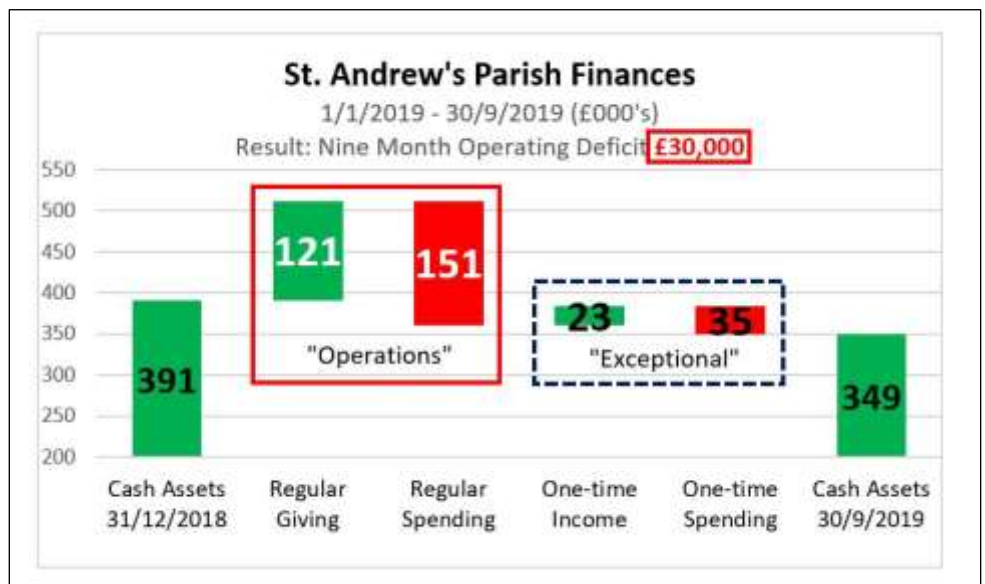 St. Andrew's Parish Finances
1/1/2019 - 30/9/2019 (£000's)
Result: Nine Month Operating Deficit £30,000
550
500
450
400
350
300
250
200
121
151
23
35
391
349
"Operations"
"Exceptional"
Cash Assets
31/12/2018
Regular
Giving
Regular
Spending
One-time
Income
One-time
Spending
Cash Assets
30/9/2019